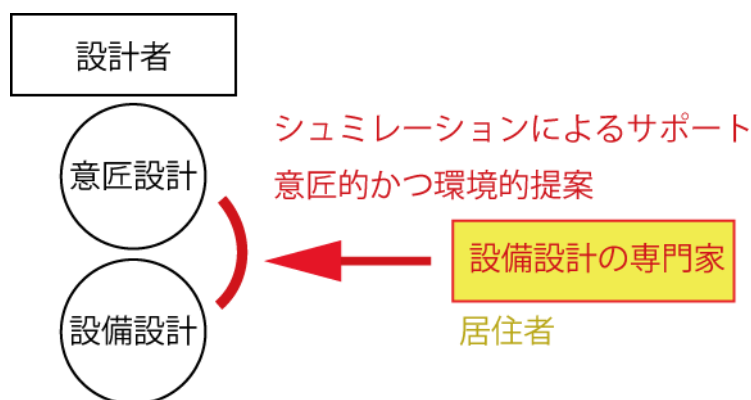 設計者
意匠設計
シュミレーションによるサポート
意匠的かつ環境的提案
設備設計の専門家
居住者
設備設計